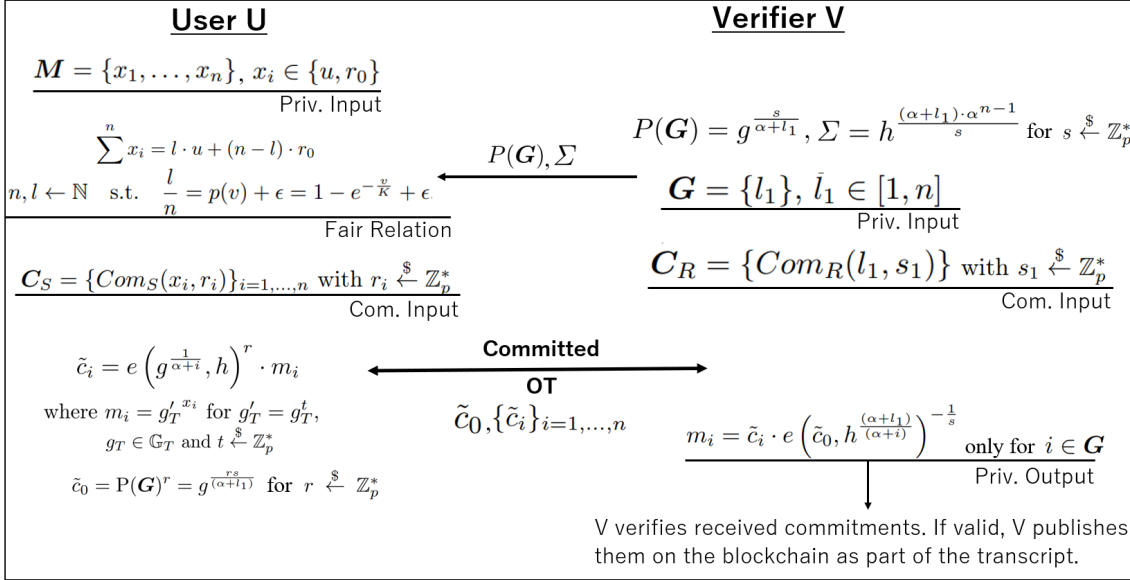 User U
Verifier V
M = {x_1, …, x_n}, x_i ∈ {u, r_0}
Priv. Input
∑_{}^{n} x_i = l · u + (n − l) · r_0
n, l ← ℕ s.t. l/n = p(v) + ϵ = 1 − e^{−v/K} + ϵ
Fair Relation
C_S = {Com_S(x_i, r_i)}_{i=1,…,n} with r_i ←$ ℤ_p^*
Com. Input
P(G), Σ
P(G) = g^{s/(α+l_1)}, Σ = h^{(α+l_1)·α^{n−1}/s} for s ←$ ℤ_p^*
G = {l_1}, l_1 ∈ [1, n]
Priv. Input
C_R = {Com_R(l_1, s_1)} with s_1 ←$ ℤ_p^*
Com. Input
c̃_i = e(g^{1/(α+i)}, h)^r · m_i
where m_i = g′_T^{x_i} for g′_T = g_T^t,
g_T ∈ 𝔾_T and t ←$ ℤ_p^*
c̃_0 = P(G)^r = g^{rs/(α+l_1)} for r ←$ ℤ_p^*
Committed
OT
c̃_0, {c̃_i}_{i=1,…,n}
m_i = c̃_i · e(c̃_0, h^{(α+l_1)/(α+i)})^{−1/s} only for i ∈ G
Priv. Output
V verifies received commitments. If valid, V publishes
them on the blockchain as part of the transcript.